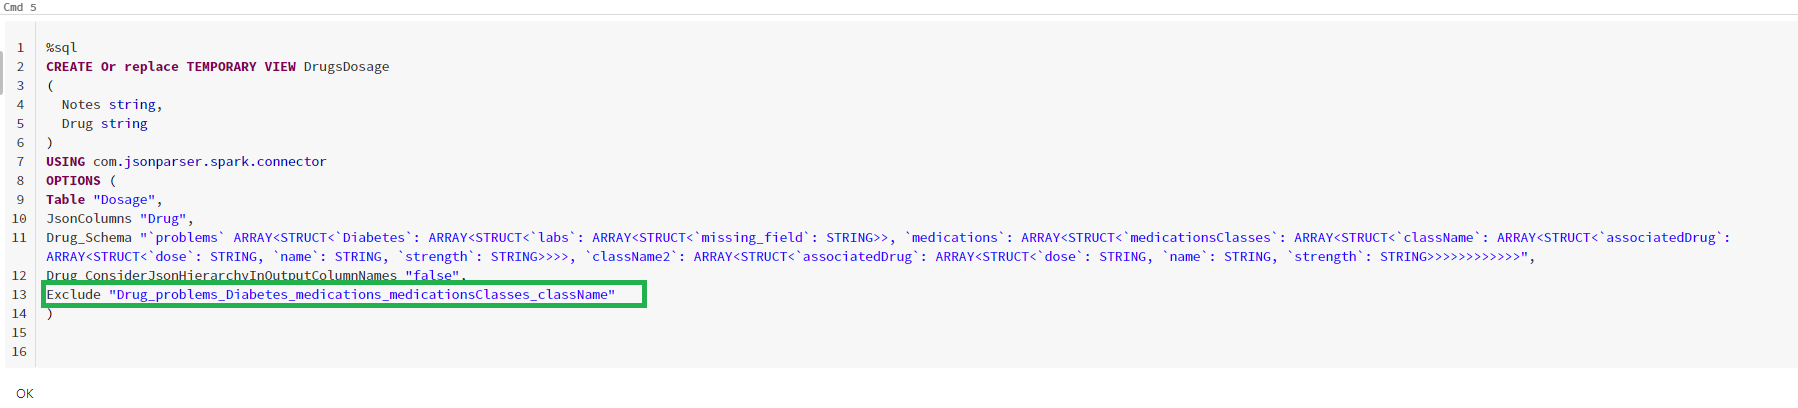 Cmd 5
1 %sql
2 CREATE Or replace TEMPORARY VIEW DrugsDosage
3 (
4 Notes string,
5 Drug string
6 )
7 USING com.jsonparser.spark.connector
8 OPTIONS (
9 Table "Dosage",
10 JsonColumns "Drug",
11 Drug_Schema "`problems` ARRAY<STRUCT<`Diabetes`: ARRAY<STRUCT<`labs`: ARRAY<STRUCT<`missing_field`: STRING>>, `medications`: ARRAY<STRUCT<`medicationsClasses`: ARRAY<STRUCT<`className`: ARRAY<STRUCT<`associatedDrug`:
ARRAY<STRUCT<`dose`: STRING, `name`: STRING, `strength`: STRING>>>>, `className2`: ARRAY<STRUCT<`associatedDrug`: ARRAY<STRUCT<`dose`: STRING, `name`: STRING, `strength`: STRING>>>>>>>>>>>>",
12 Drug_ConsiderJsonHierarchyInOutputColumnNames "false",
13 Exclude "Drug_problems_Diabetes_medications_medicationsClasses_className"
14 )
15
16
OK